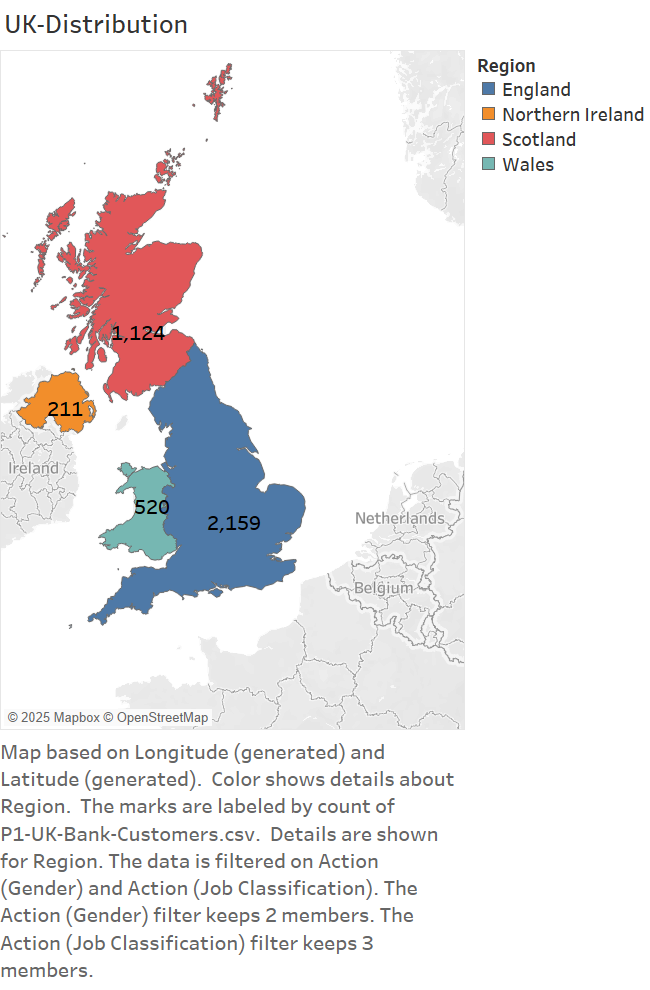 UK-Distribution
Region
England
Northern Ireland
Scotland
Wales
1,124
211
Ireland
520
2,159
Netherlands
Belgium
© 2025 Mapbox © OpenStreetMap
Map based on Longitude (generated) and
Latitude (generated).  Color shows details about
Region.  The marks are labeled by count of
P1-UK-Bank-Customers.csv.  Details are shown
for Region. The data is filtered on Action
(Gender) and Action (Job Classification). The
Action (Gender) filter keeps 2 members. The
Action (Job Classification) filter keeps 3
members.